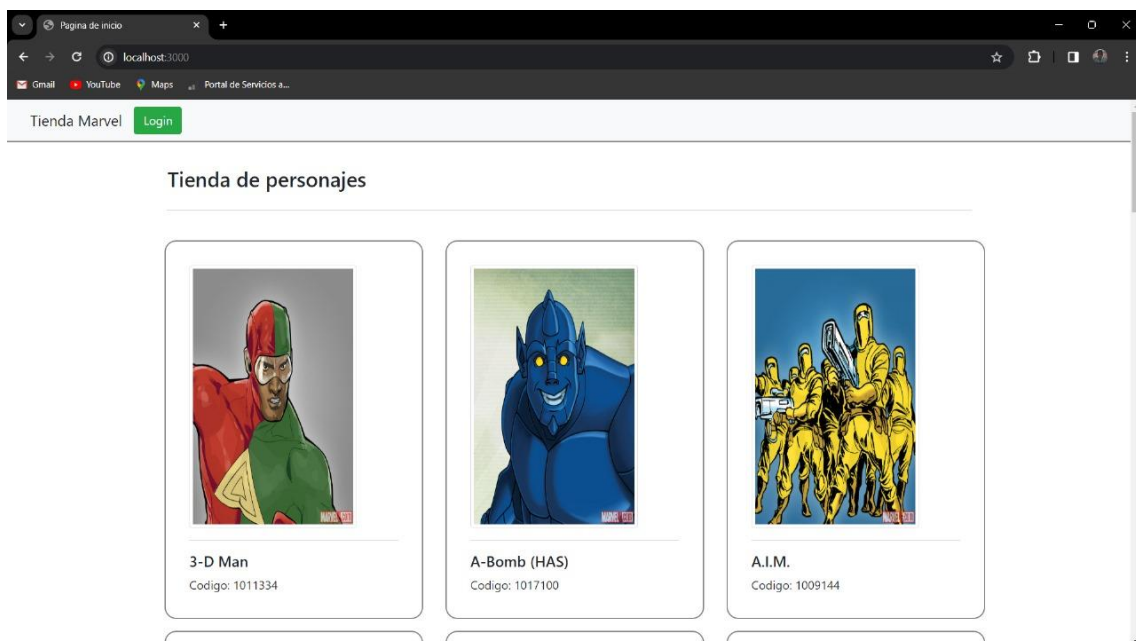 Pagina de inicio
localhost:3000
Gmail YouTube Maps Portal de Servicios a...
Tienda Marvel Login
Tienda de personajes
3-D Man A-Bomb (HAS) A.I.M.
Codigo: 1011334 Codigo: 1017100 Codigo: 1009144